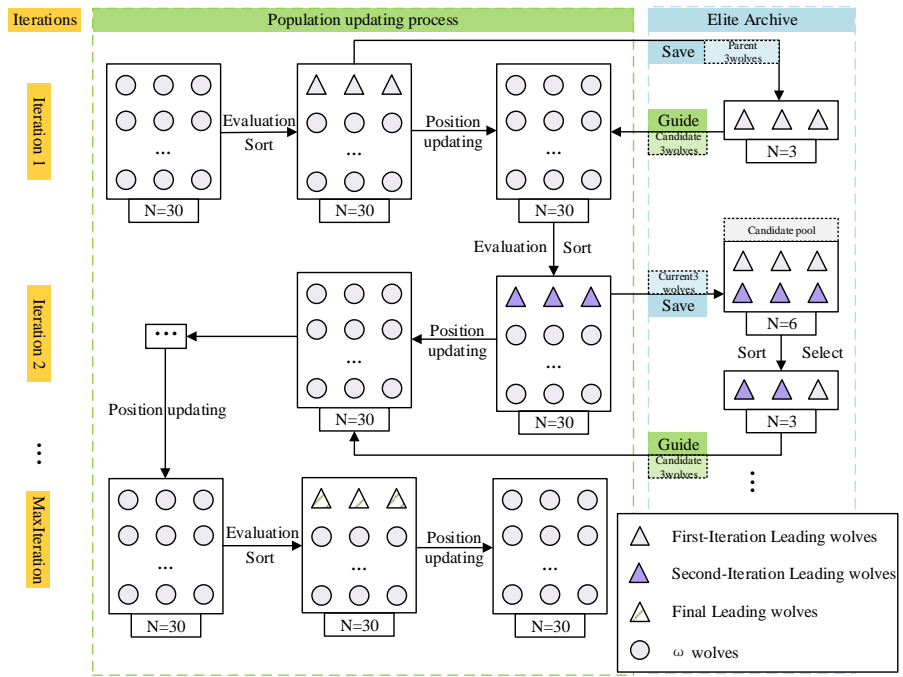 Iterations
Population updating process
Elite Archive
Iteration 1
Evaluation
Sort
Position
updating
Save
Parent
3wolves
Guide
Candidate
3wolves
...
...
...
N=30
N=30
N=30
N=3
Evaluation Sort
Candidate pool
Iteration 2
Current3
wolves
Save
N=6
...
Position
updating
...
...
Sort Select
N=30
N=30
N=3
Position updating
Guide
Candidate
3wolves
...
...
MaxIteration
Evaluation
Sort
Position
updating
...
...
...
N=30
N=30
N=30
First-Iteration Leading wolves
Second-Iteration Leading wolves
Final Leading wolves
ω wolves